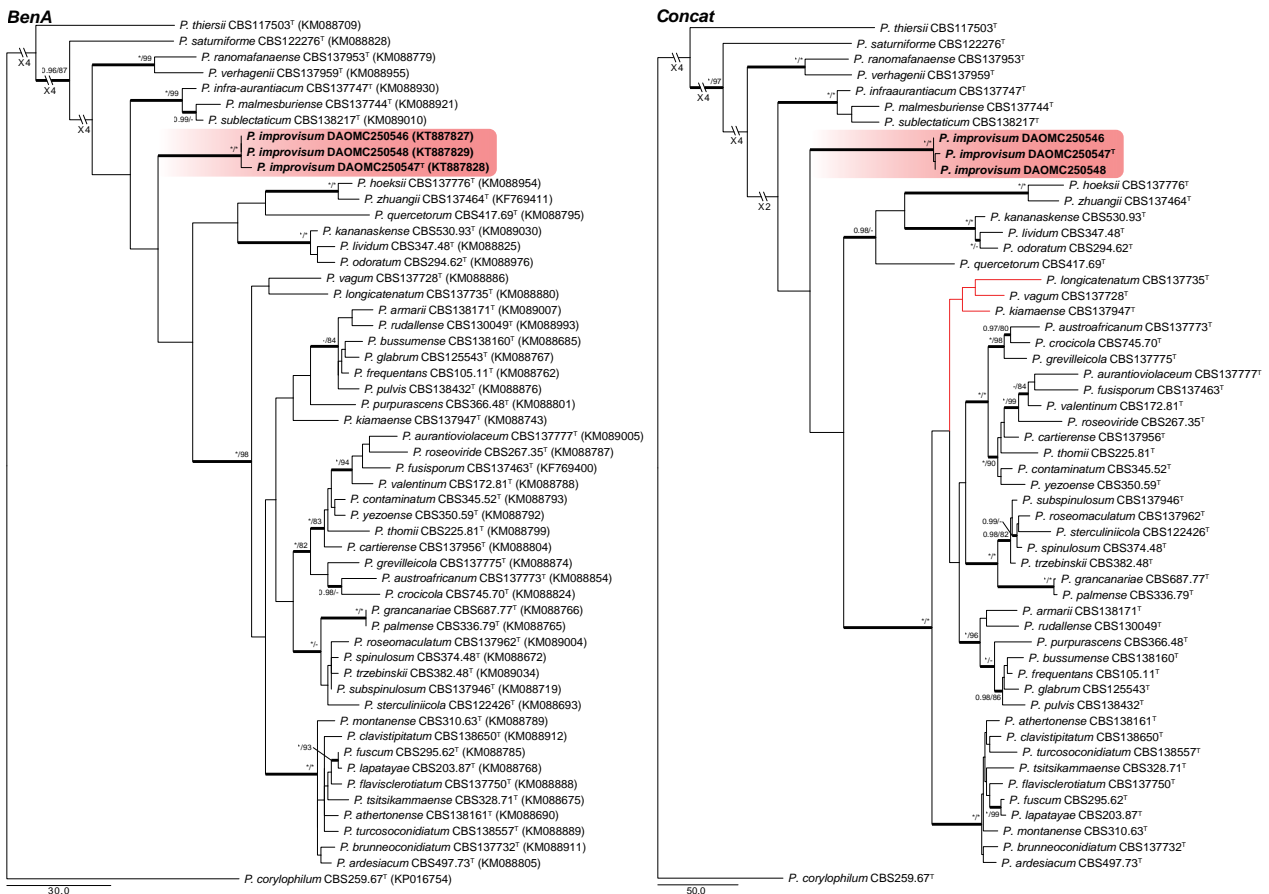 BenA
P. thiersii CBS117503ᵀ (KM088709)
P. saturniforme CBS122276ᵀ (KM088828)
P. ranomafanaense CBS137953ᵀ (KM088779)
P. verhagenii CBS137959ᵀ (KM088955)
P. infra-aurantiacum CBS137747ᵀ (KM088930)
P. malmesburiense CBS137744ᵀ (KM088921)
P. sublectaticum CBS138217ᵀ (KM089010)
P. improvisum DAOMC250546 (KT887827)
P. improvisum DAOMC250548 (KT887829)
P. improvisum DAOMC250547ᵀ (KT887828)
P. hoeksii CBS137776ᵀ (KM088954)
P. zhuangii CBS137464ᵀ (KF769411)
P. quercetorum CBS417.69ᵀ (KM088795)
P. kananaskense CBS530.93ᵀ (KM089030)
P. lividum CBS347.48ᵀ (KM088825)
P. odoratum CBS294.62ᵀ (KM088976)
P. vagum CBS137728ᵀ (KM088886)
P. longicatenatum CBS137735ᵀ (KM088880)
P. armarii CBS138171ᵀ (KM089007)
P. rudallense CBS130049ᵀ (KM088993)
P. bussumense CBS138160ᵀ (KM088685)
P. glabrum CBS125543ᵀ (KM088767)
P. frequentans CBS105.11ᵀ (KM088762)
P. pulvis CBS138432ᵀ (KM088876)
P. purpurascens CBS366.48ᵀ (KM088801)
P. kiamaense CBS137947ᵀ (KM088743)
P. aurantioviolaceum CBS137777ᵀ (KM089005)
P. roseoviride CBS267.35ᵀ (KM088787)
P. fusisporum CBS137463ᵀ (KF769400)
P. valentinum CBS172.81ᵀ (KM088788)
P. contaminatum CBS345.52ᵀ (KM088793)
P. yezoense CBS350.59ᵀ (KM088792)
P. thomii CBS225.81ᵀ (KM088799)
P. cartierense CBS137956ᵀ (KM088804)
P. grevilleicola CBS137775ᵀ (KM088874)
P. austroafricanum CBS137773ᵀ (KM088854)
P. crocicola CBS745.70ᵀ (KM088824)
P. grancanariae CBS687.77ᵀ (KM088766)
P. palmense CBS336.79ᵀ (KM088765)
P. roseomaculatum CBS137962ᵀ (KM089004)
P. spinulosum CBS374.48ᵀ (KM088672)
P. trzebinskii CBS382.48ᵀ (KM089034)
P. subspinulosum CBS137946ᵀ (KM088719)
P. sterculiniicola CBS122426ᵀ (KM088693)
P. montanense CBS310.63ᵀ (KM088789)
P. clavistipitatum CBS138650ᵀ (KM088912)
P. fuscum CBS295.62ᵀ (KM088785)
P. lapatayae CBS203.87ᵀ (KM088768)
P. flavisclerotiatum CBS137750ᵀ (KM088888)
P. tsitsikammaense CBS328.71ᵀ (KM088675)
P. athertonense CBS138161ᵀ (KM088690)
P. turcosoconidiatum CBS138557ᵀ (KM088889)
P. brunneoconidiatum CBS137732ᵀ (KM088911)
P. ardesiacum CBS497.73ᵀ (KM088805)
P. corylophilum CBS259.67ᵀ (KP016754)
X4
0.96/87
X4
X4
*/99
*/99
0.99/-
*/*
*/*
*/*
*/98
-/84
*/94
*/83
*/82
0.98/-
*/*
*/-
*/93
*/*
30.0
Concat
P. thiersii CBS117503ᵀ
P. saturniforme CBS122276ᵀ
P. ranomafanaense CBS137953ᵀ
P. verhagenii CBS137959ᵀ
P. infraaurantiacum CBS137747ᵀ
P. malmesburiense CBS137744ᵀ
P. sublectaticum CBS138217ᵀ
P. improvisum DAOMC250546
P. improvisum DAOMC250547ᵀ
P. improvisum DAOMC250548
P. hoeksii CBS137776ᵀ
P. zhuangii CBS137464ᵀ
P. kananaskense CBS530.93ᵀ
P. lividum CBS347.48ᵀ
P. odoratum CBS294.62ᵀ
P. quercetorum CBS417.69ᵀ
P. longicatenatum CBS137735ᵀ
P. vagum CBS137728ᵀ
P. kiamaense CBS137947ᵀ
P. austroafricanum CBS137773ᵀ
P. crocicola CBS745.70ᵀ
P. grevilleicola CBS137775ᵀ
P. aurantioviolaceum CBS137777ᵀ
P. fusisporum CBS137463ᵀ
P. valentinum CBS172.81ᵀ
P. roseoviride CBS267.35ᵀ
P. cartierense CBS137956ᵀ
P. thomii CBS225.81ᵀ
P. contaminatum CBS345.52ᵀ
P. yezoense CBS350.59ᵀ
P. subspinulosum CBS137946ᵀ
P. roseomaculatum CBS137962ᵀ
P. sterculiniicola CBS122426ᵀ
P. spinulosum CBS374.48ᵀ
P. trzebinskii CBS382.48ᵀ
P. grancanariae CBS687.77ᵀ
P. palmense CBS336.79ᵀ
P. armarii CBS138171ᵀ
P. rudallense CBS130049ᵀ
P. purpurascens CBS366.48ᵀ
P. bussumense CBS138160ᵀ
P. frequentans CBS105.11ᵀ
P. glabrum CBS125543ᵀ
P. pulvis CBS138432ᵀ
P. athertonense CBS138161ᵀ
P. clavistipitatum CBS138650ᵀ
P. turcosoconidiatum CBS138557ᵀ
P. tsitsikammaense CBS328.71ᵀ
P. flavisclerotiatum CBS137750ᵀ
P. fuscum CBS295.62ᵀ
P. lapatayae CBS203.87ᵀ
P. montanense CBS310.63ᵀ
P. brunneoconidiatum CBS137732ᵀ
P. ardesiacum CBS497.73ᵀ
P. corylophilum CBS259.67ᵀ
X4
*/97
X4
X4
X2
*/*
*/*
*/*
*/*
0.98/-
*/*
*/-
0.97/80
*/98
-/84
*/99
*/*
*/90
0.99/-
0.98/82
*/*
*/*
*/*
*/96
*/-
0.98/86
*/99
*/*
50.0